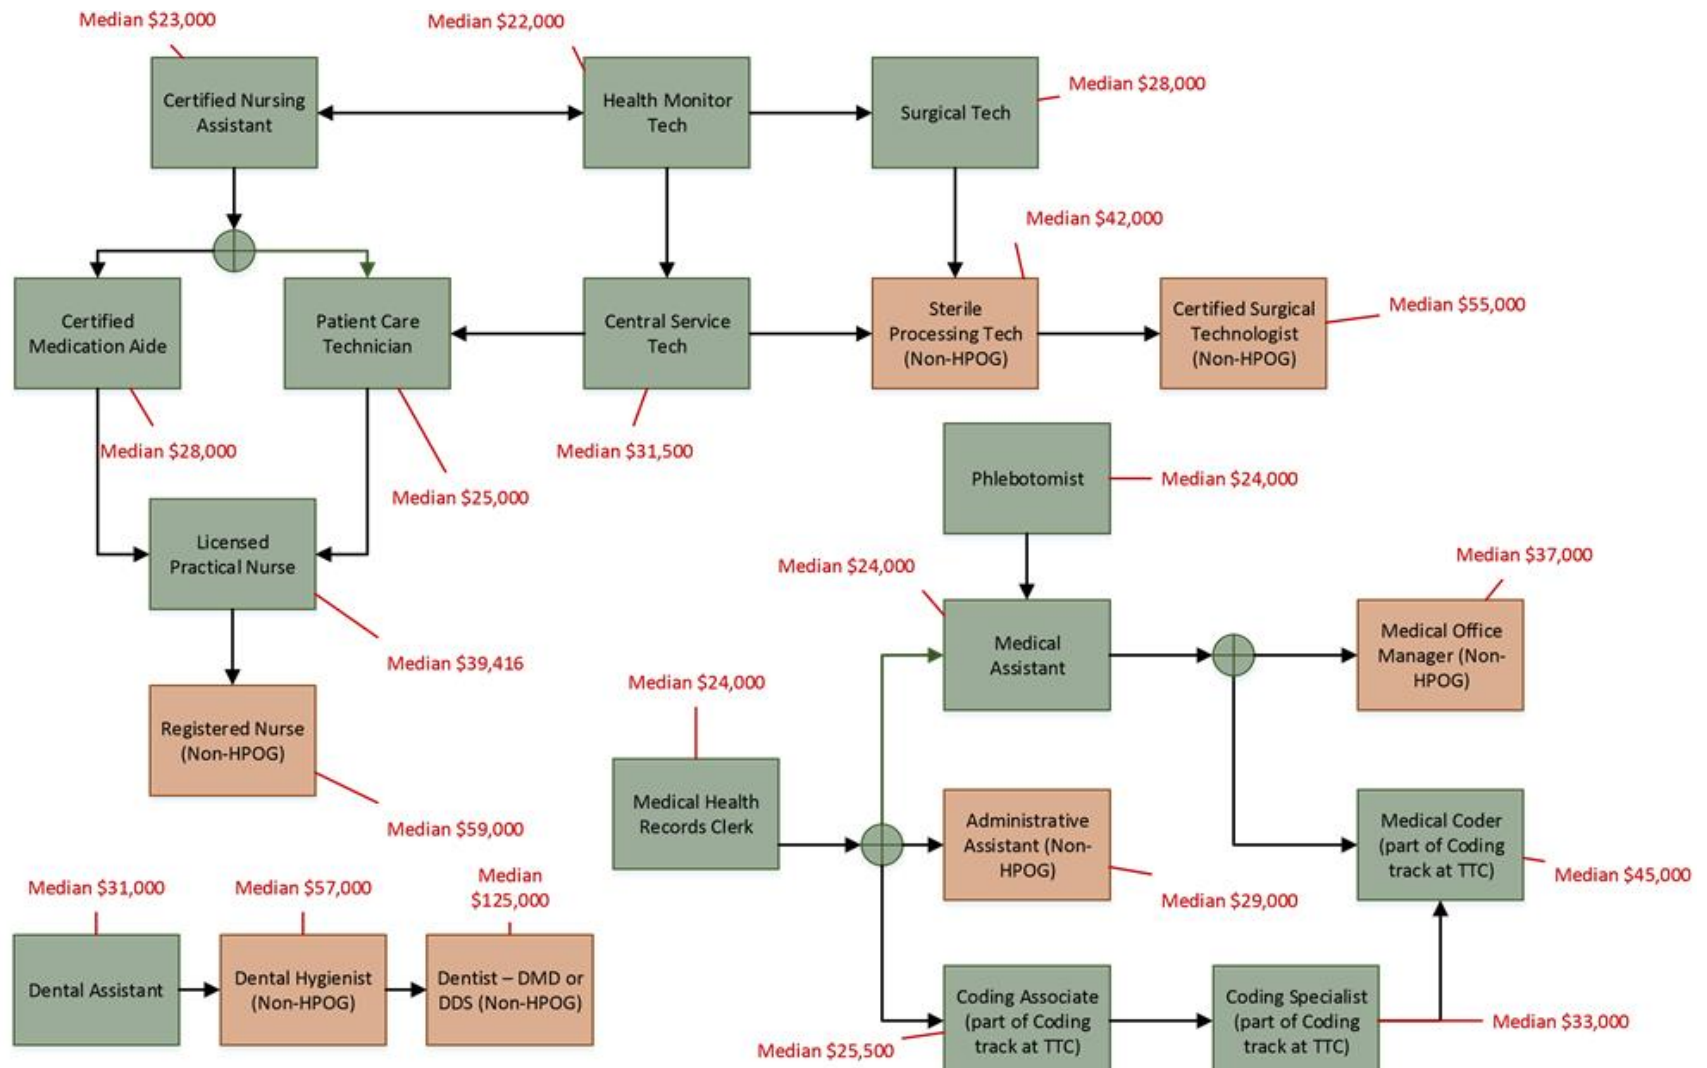 Median $23,000
Median $22,000
Certified Nursing
Assistant
Health Monitor
Tech
Surgical Tech
Median $28,000
Median $42,000
Certified
Medication Aide
Patient Care
Technician
Central Service
Tech
Sterile
Processing Tech
(Non-HPOG)
Certified Surgical
Technologist
(Non-HPOG)
Median $55,000
Median $28,000
Median $25,000
Median $31,500
Phlebotomist
Median $24,000
Licensed
Practical Nurse
Median $39,416
Median $24,000
Medical
Assistant
Median $37,000
Medical Office
Manager (Non-
HPOG)
Registered Nurse
(Non-HPOG)
Median $59,000
Median $24,000
Medical Health
Records Clerk
Administrative
Assistant (Non-
HPOG)
Median $29,000
Medical Coder
(part of Coding
track at TTC)
Median $45,000
Median $31,000
Median $57,000
Median
$125,000
Dental Assistant
Dental Hygienist
(Non-HPOG)
Dentist – DMD or
DDS (Non-HPOG)
Median $25,500
Coding Associate
(part of Coding
track at TTC)
Coding Specialist
(part of Coding
track at TTC)
Median $33,000